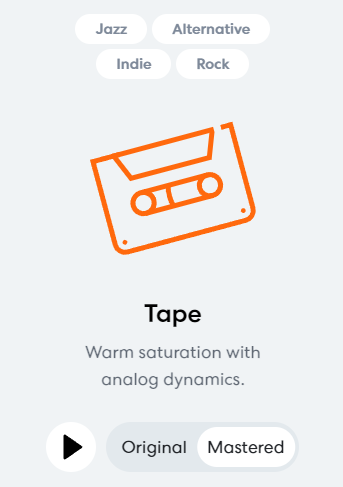 Jazz Alternative
Indie Rock
Tape
Warm saturation with
analog dynamics.
Original Mastered